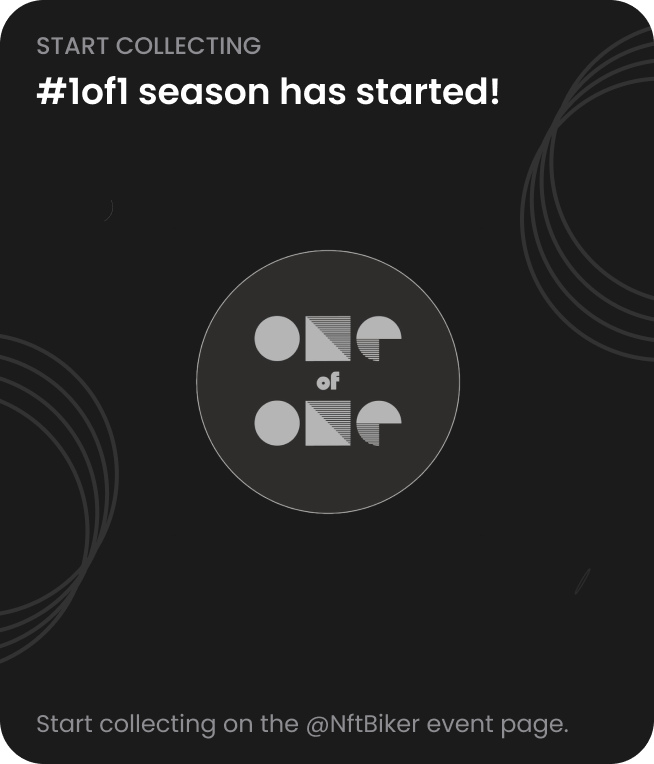 START COLLECTING
#1of1 season has started!
one
of
one
Start collecting on the @NftBiker event page.